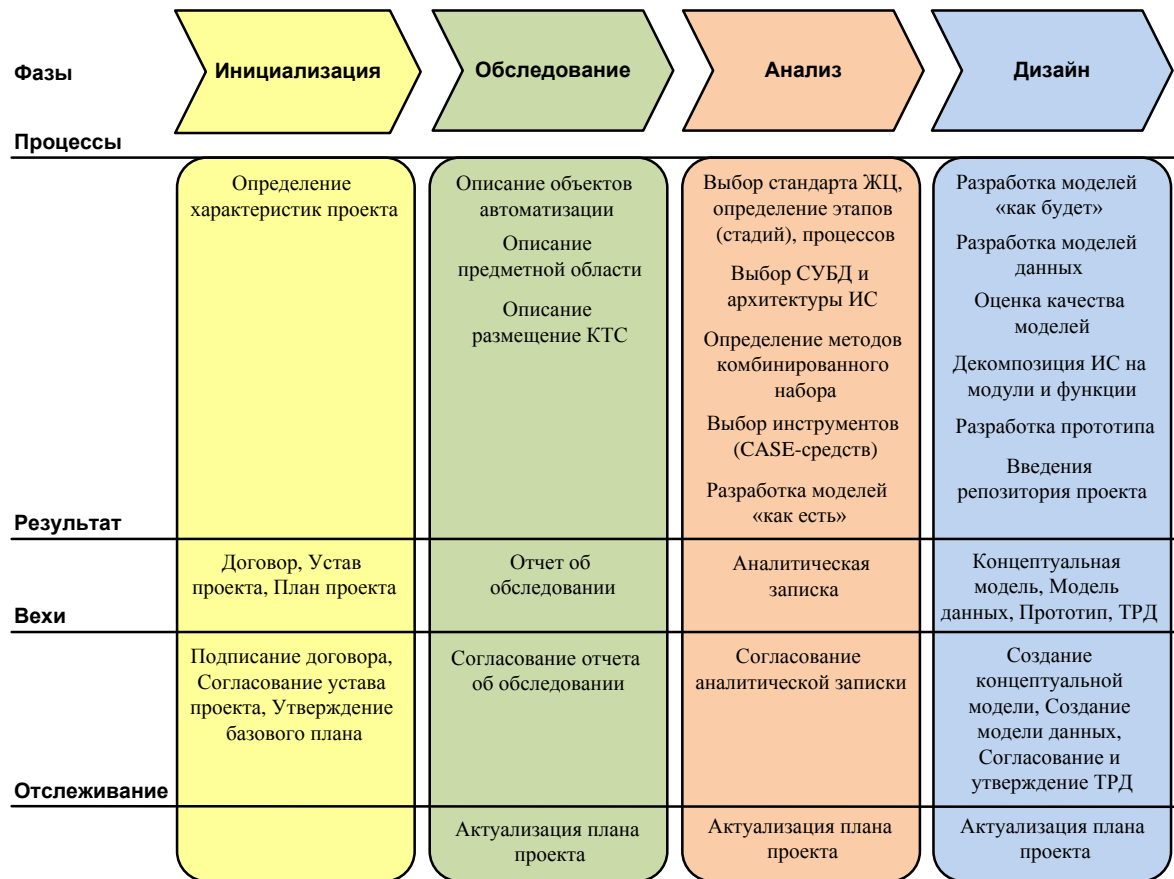 Фазы
Инициализация
Обследование
Анализ
Дизайн
Процессы
Определение
характеристик проекта
Описание объектов
автоматизации
Описание
предметной области
Описание
размещение КТС
Выбор стандарта ЖЦ,
определение этапов
(стадий), процессов
Выбор СУБД и
архитектуры ИС
Определение методов
комбинированного
набора
Выбор инструментов
(CASE-средств)
Разработка моделей
«как есть»
Разработка моделей
«как будет»
Разработка моделей
данных
Оценка качества
моделей
Декомпозиция ИС на
модули и функции
Разработка прототипа
Введения
репозитория проекта
Результат
Договор, Устав
проекта, План проекта
Отчет об
обследовании
Аналитическая
записка
Концептуальная
модель, Модель
данных, Прототип, ТРД
Вехи
Подписание договора,
Согласование устава
проекта, Утверждение
базового плана
Согласование отчета
об обследовании
Согласование
аналитической записки
Создание
концептуальной
модели, Создание
модели данных,
Согласование и
утверждение ТРД
Отслеживание
Актуализация плана
проекта
Актуализация плана
проекта
Актуализация плана
проекта